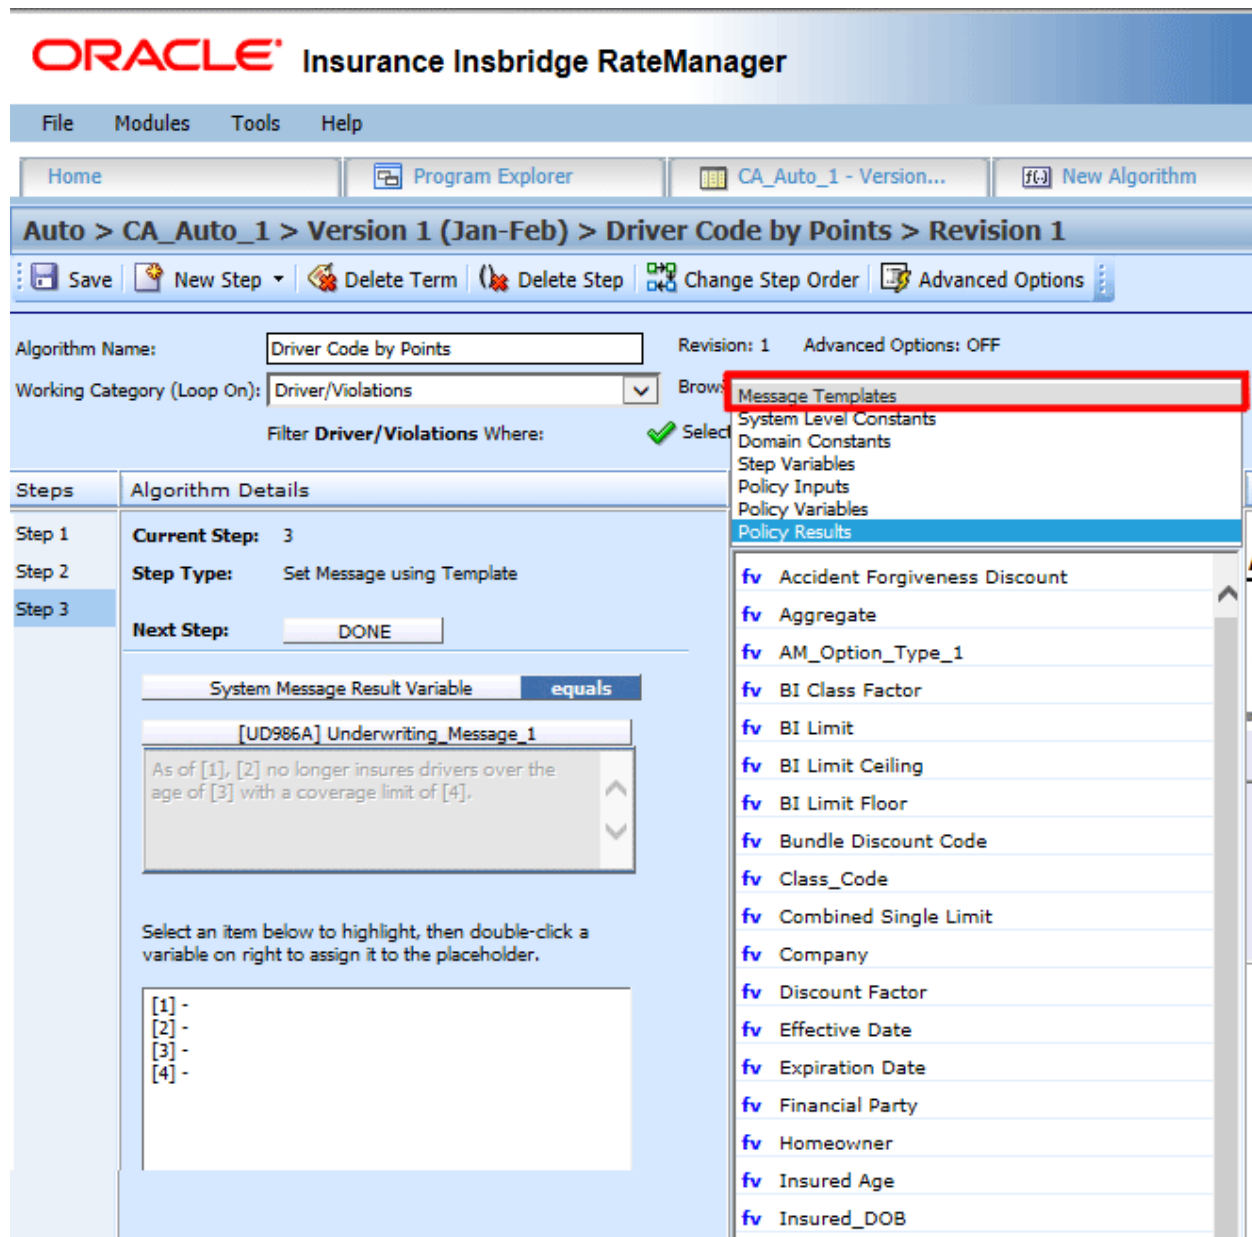 ORACLE Insurance Insbridge RateManager
File Modules Tools Help
Home Program Explorer CA_Auto_1 - Version... f(.) New Algorithm
Auto > CA_Auto_1 > Version 1 (Jan-Feb) > Driver Code by Points > Revision 1
Save New Step Delete Term Delete Step Change Step Order Advanced Options
Algorithm Name: Driver Code by Points Revision: 1 Advanced Options: OFF
Working Category (Loop On): Driver/Violations Brow
Filter Driver/Violations Where: Select
Message Templates
System Level Constants
Domain Constants
Step Variables
Policy Inputs
Policy Variables
Policy Results
Steps Algorithm Details
Step 1
Step 2
Step 3
Current Step: 3
Step Type: Set Message using Template
Next Step: DONE
System Message Result Variable equals
[UD986A] Underwriting_Message_1
As of [1], [2] no longer insures drivers over the
age of [3] with a coverage limit of [4].
Select an item below to highlight, then double-click a
variable on right to assign it to the placeholder.
[1] -
[2] -
[3] -
[4] -
fv Accident Forgiveness Discount
fv Aggregate
fv AM_Option_Type_1
fv BI Class Factor
fv BI Limit
fv BI Limit Ceiling
fv BI Limit Floor
fv Bundle Discount Code
fv Class_Code
fv Combined Single Limit
fv Company
fv Discount Factor
fv Effective Date
fv Expiration Date
fv Financial Party
fv Homeowner
fv Insured Age
fv Insured_DOB